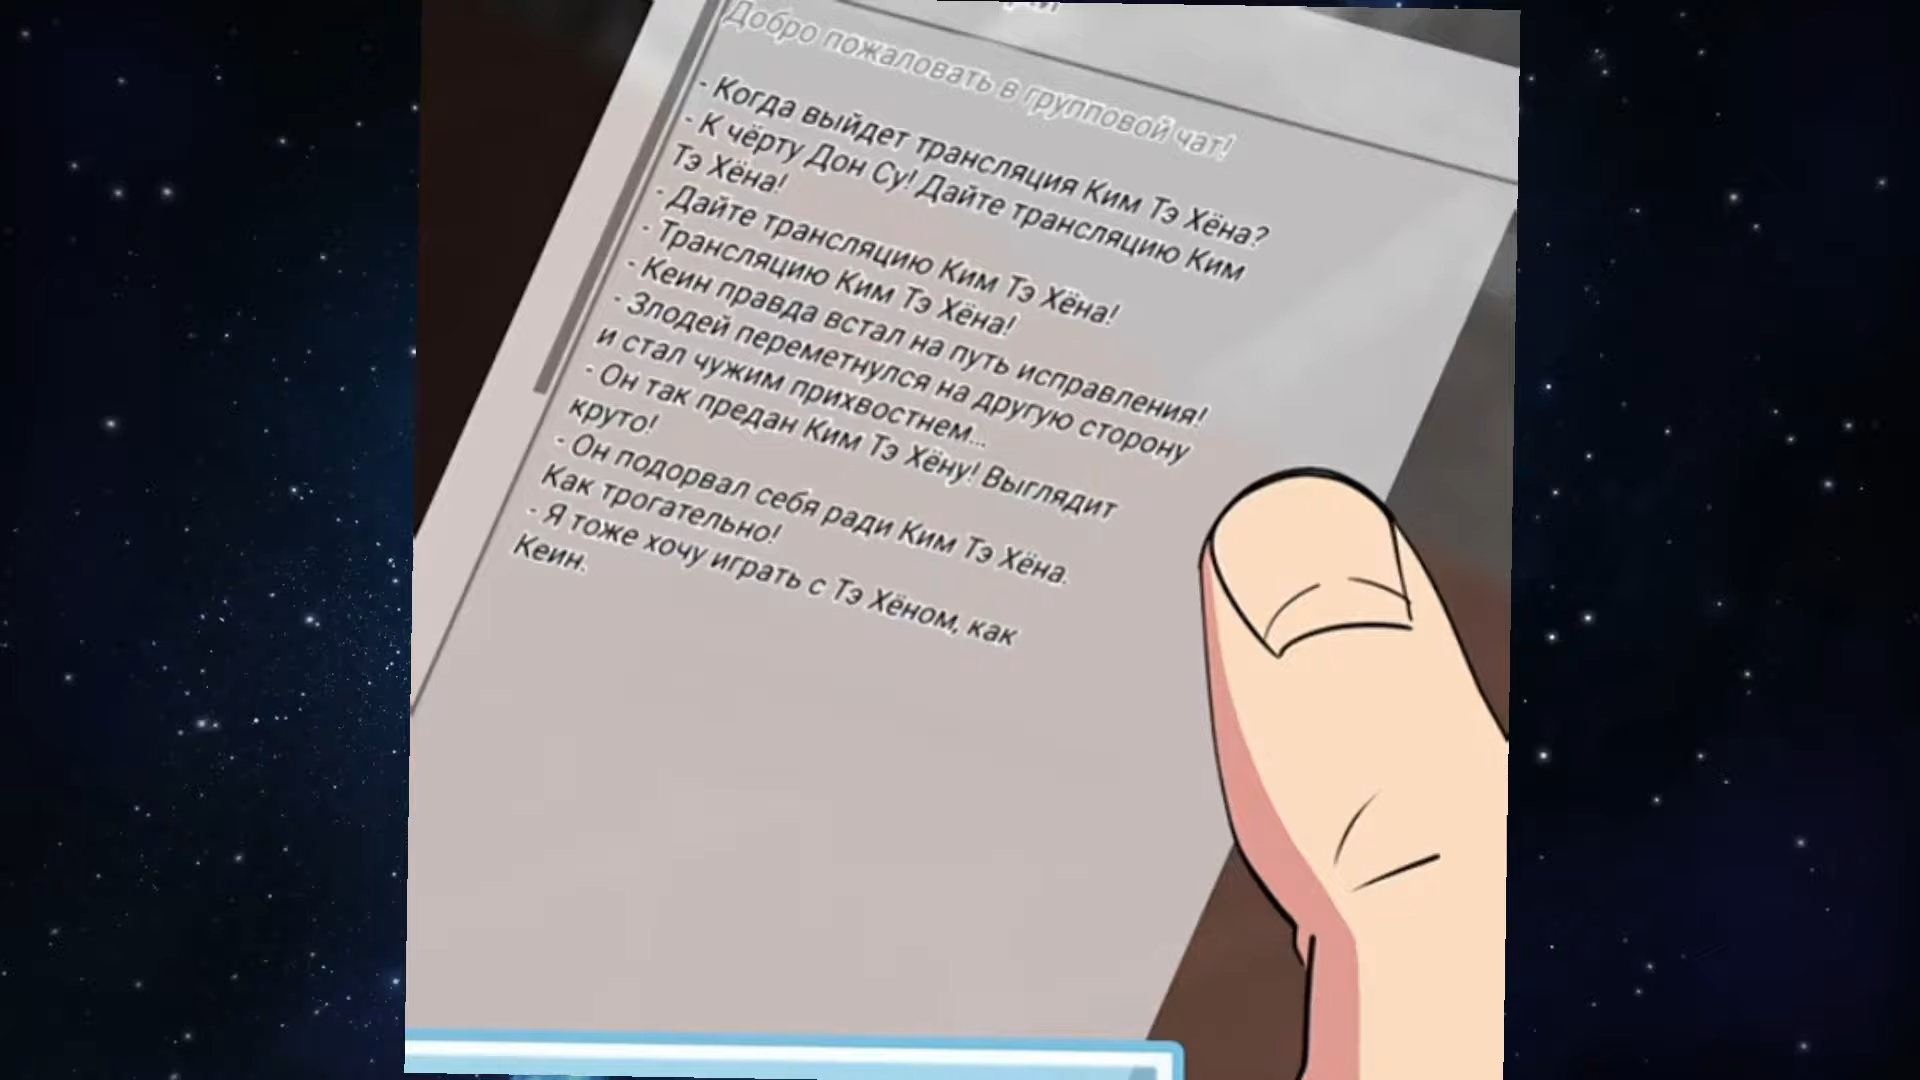 Добро пожаловать в групповой чат!
- Когда выйдет трансляция Ким Тэ Хёна?
- К чёрту Дон Су! Дайте трансляцию Ким
Тэ Хёна!
- Дайте трансляцию Ким Тэ Хёна!
- Трансляцию Ким Тэ Хёна!
- Кеин правда встал на путь исправления!
- Злодей переметнулся на другую сторону
и стал чужим прихвостнем...
- Он так предан Ким Тэ Хёну! Выглядит
круто!
- Он подорвал себя ради Ким Тэ Хёна.
Как трогательно!
- Я тоже хочу играть с Тэ Хёном, как
Кеин.